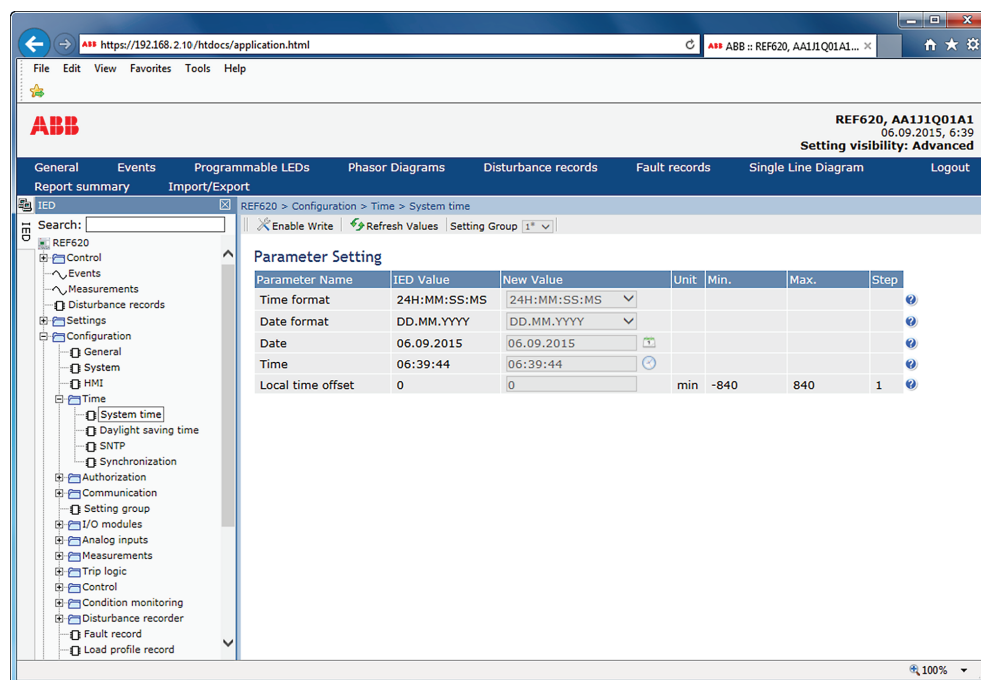 ABB https://192.168.2.10/htdocs/application.html
ABB ABB :: REF620, AA1J1Q01A1...
File Edit View Favorites Tools Help
ABB
REF620, AA1J1Q01A1
06.09.2015, 6:39
Setting visibility: Advanced
General Events Programmable LEDs Phasor Diagrams Disturbance records Fault records Single Line Diagram Logout
Report summary Import/Export
IED
IED
Search:
REF620
Control
Events
Measurements
Disturbance records
Settings
Configuration
General
System
HMI
Time
System time
Daylight saving time
SNTP
Synchronization
Authorization
Communication
Setting group
I/O modules
Analog inputs
Measurements
Trip logic
Control
Condition monitoring
Disturbance recorder
Fault record
Load profile record
REF620 > Configuration > Time > System time
Enable Write Refresh Values Setting Group 1*
Parameter Setting
Parameter Name IED Value New Value Unit Min. Max. Step
Time format 24H:MM:SS:MS 24H:MM:SS:MS
Date format DD.MM.YYYY DD.MM.YYYY
Date 06.09.2015 06.09.2015
Time 06:39:44 06:39:44
Local time offset 0 0 min -840 840 1
100%